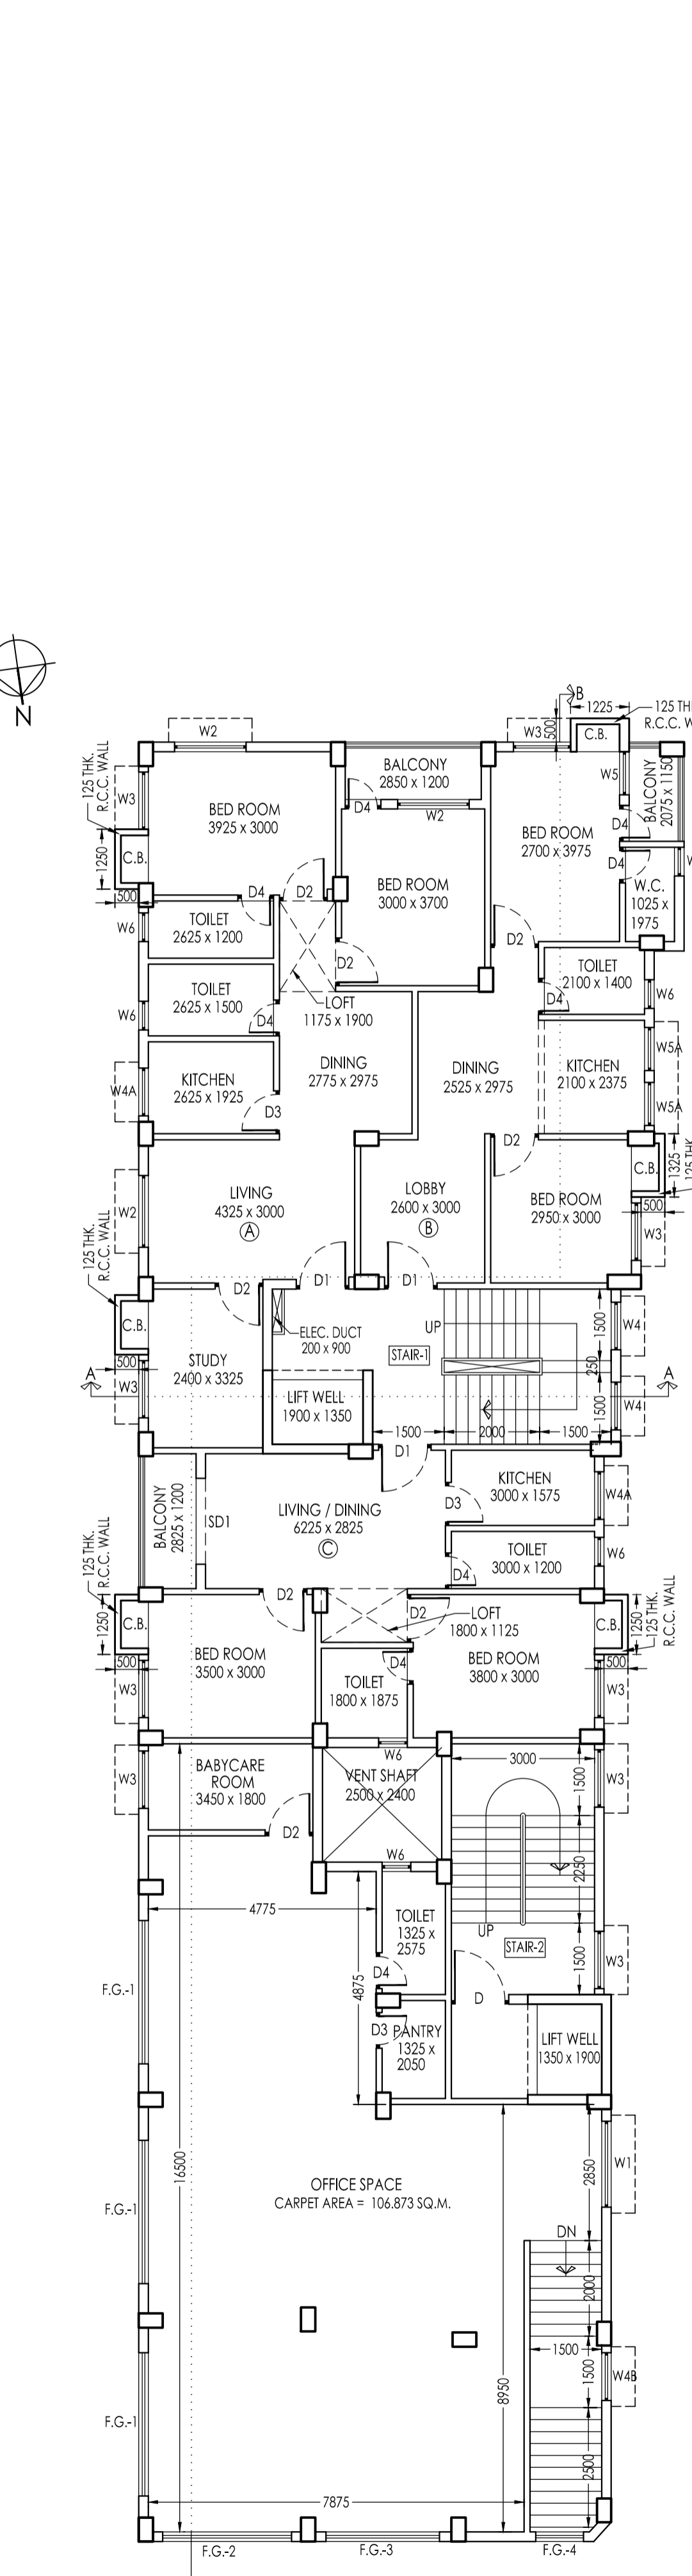 N
B
1225
125 TH
R.C.C. W
W2
W3
500
C.B.
BALCONY
2850 x 1200
W5
BALCONY
2075 x 1150
125 THK.
R.C.C. WALL
W3
BED ROOM
3925 x 3000
D4
W2
BED ROOM
2700 x 3975
D4
1250
C.B.
D4
500
D4
D2
BED ROOM
3000 x 3700
W.C.
1025 x
1975
W6
TOILET
2625 x 1200
D2
D2
TOILET
2100 x 1400
W6
TOILET
2625 x 1500
D4
LOFT
1175 x 1900
D4
W6
W5A
W4A
KITCHEN
2625 x 1925
DINING
2775 x 2975
DINING
2525 x 2975
KITCHEN
2100 x 2375
W5A
D3
D2
C.B.
1325
125 TH
W2
LIVING
4325 x 3000
A
LOBBY
2600 x 3000
B
BED ROOM
2950 x 3000
500
W3
125 THK.
R.C.C. WALL
D2
D1
D1
C.B.
ELEC. DUCT
200 x 900
UP
STAIR-1
1500
W4
500
STUDY
2400 x 3325
250
A
W3
A
LIFT WELL
1900 x 1350
1500
W4
1500
2000
1500
D1
BALCONY
2825 x 1200
SD1
LIVING / DINING
6225 x 2825
C
D3
KITCHEN
3000 x 1575
W4A
TOILET
3000 x 1200
W6
D4
125 THK.
R.C.C. WALL
D2
D2
LOFT
1800 x 1125
125 THK.
R.C.C. WALL
1250
C.B.
C.B.
1250
BED ROOM
3500 x 3000
D4
BED ROOM
3800 x 3000
500
500
W3
TOILET
1800 x 1875
W3
W6
W3
BABYCARE
ROOM
3450 x 1800
VENT SHAFT
2500 x 2400
3000
1500
W3
D2
W6
2250
4775
TOILET
1325 x
2575
UP
STAIR-2
1500
W3
F.G.-1
4875
D4
D
D3
PANTRY
1325 x
2050
LIFT WELL
1350 x 1900
16500
OFFICE SPACE
CARPET AREA = 106.873 SQ.M.
2850
W1
F.G.-1
DN
2000
1500
1500
W4B
F.G.-1
8950
2500
7875
F.G.-2
F.G.-3
F.G.-4